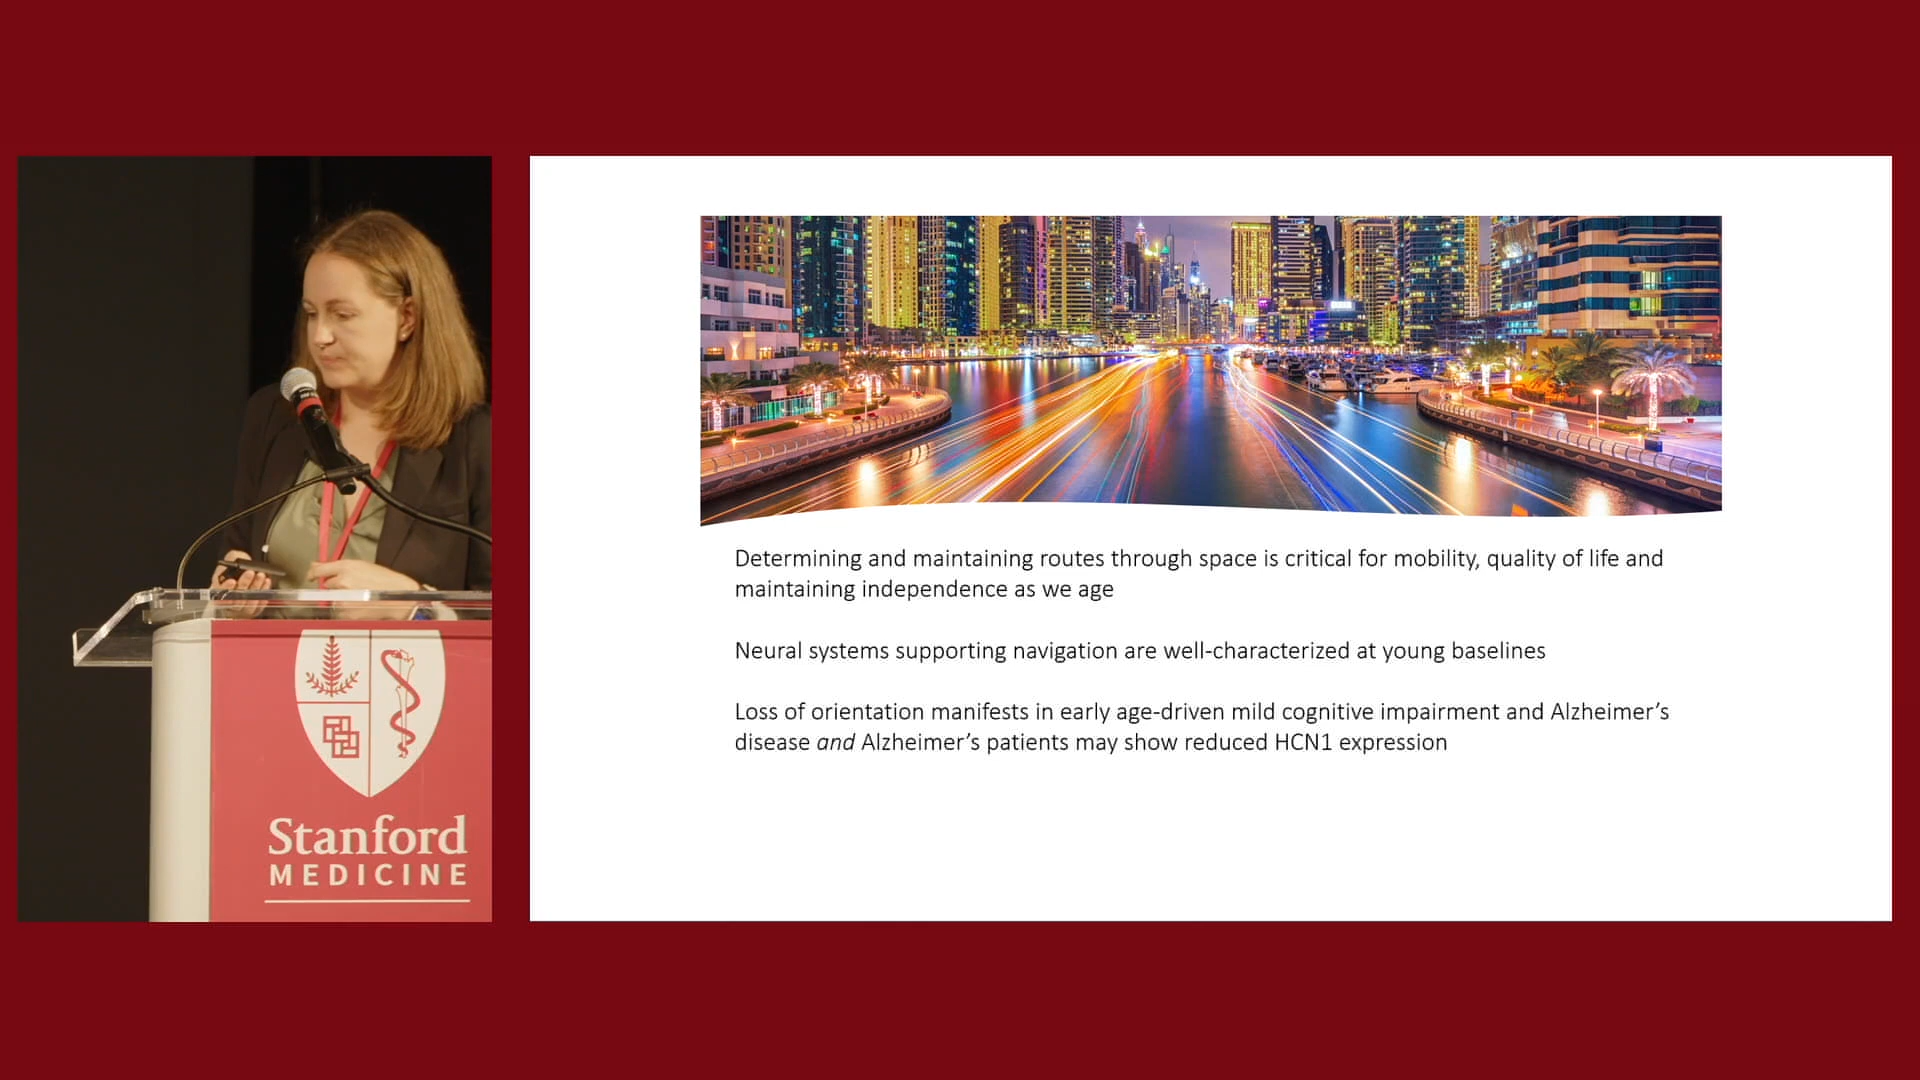 Determining and maintaining routes through space is critical for mobility, quality of life and
maintaining independence as we age
Neural systems supporting navigation are well-characterized at young baselines
Loss of orientation manifests in early age-driven mild cognitive impairment and Alzheimer’s
disease and Alzheimer’s patients may show reduced HCN1 expression
Stanford
MEDICINE